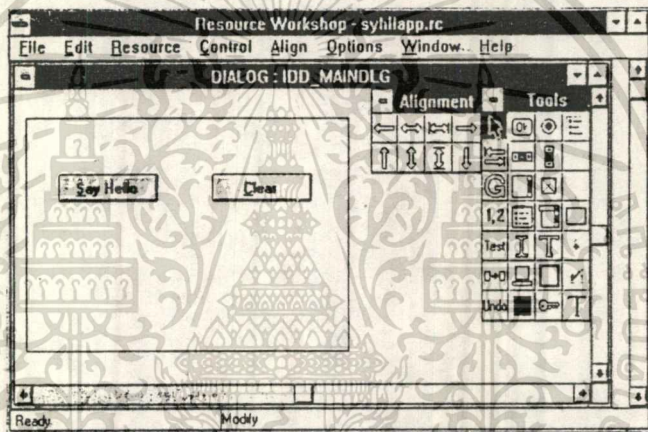 Resource Workshop - syhllapp.rc
File Edit Resource Control Align Options Window Help
DIALOG : IDD_MAINDLG
Alignment
Tools
Say Hello
Clear
OK
G
1,2
Test
T
Undo
T
Ready
Modify